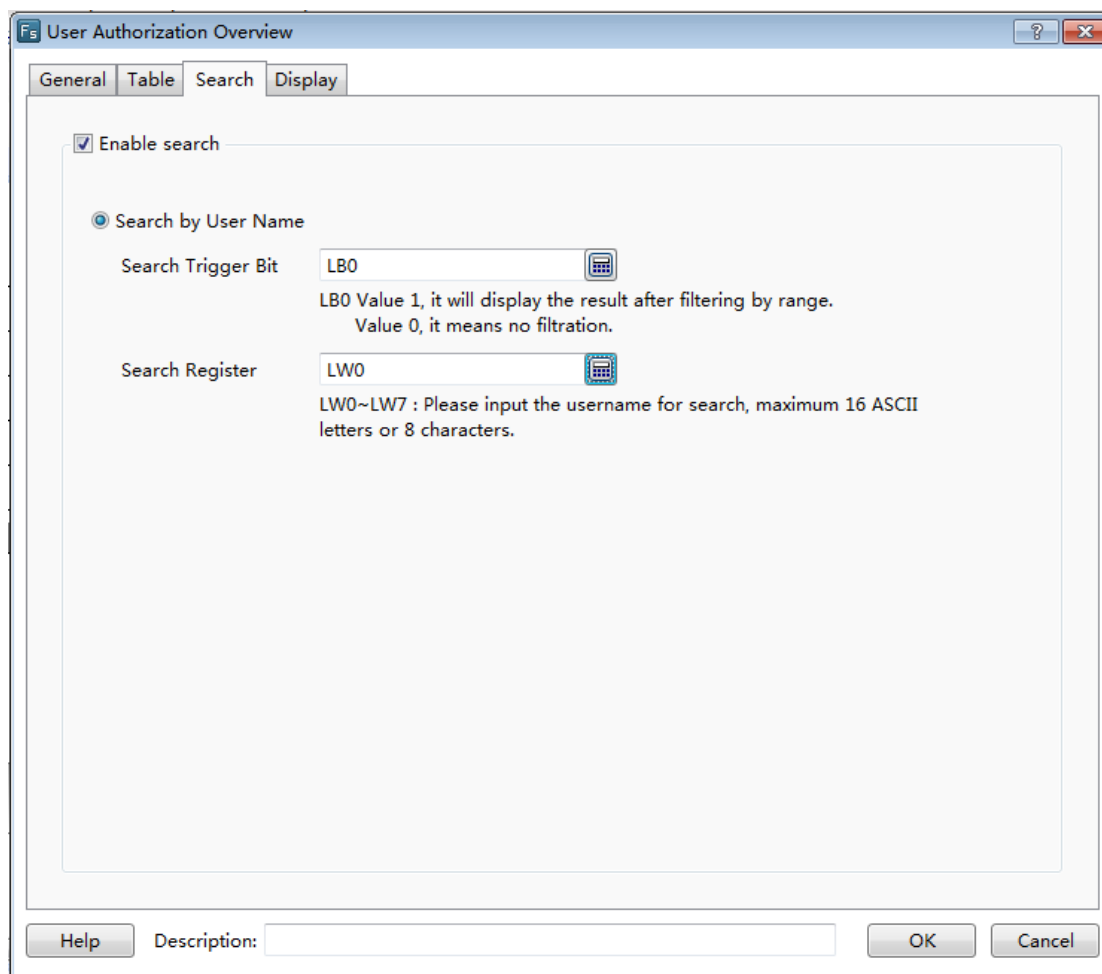 Fs User Authorization Overview
General Table Search Display
Enable search
Search by User Name
Search Trigger Bit LB0
LB0 Value 1, it will display the result after filtering by range.
Value 0, it means no filtration.
Search Register LW0
LW0~LW7 : Please input the username for search, maximum 16 ASCII
letters or 8 characters.
Help Description: OK Cancel